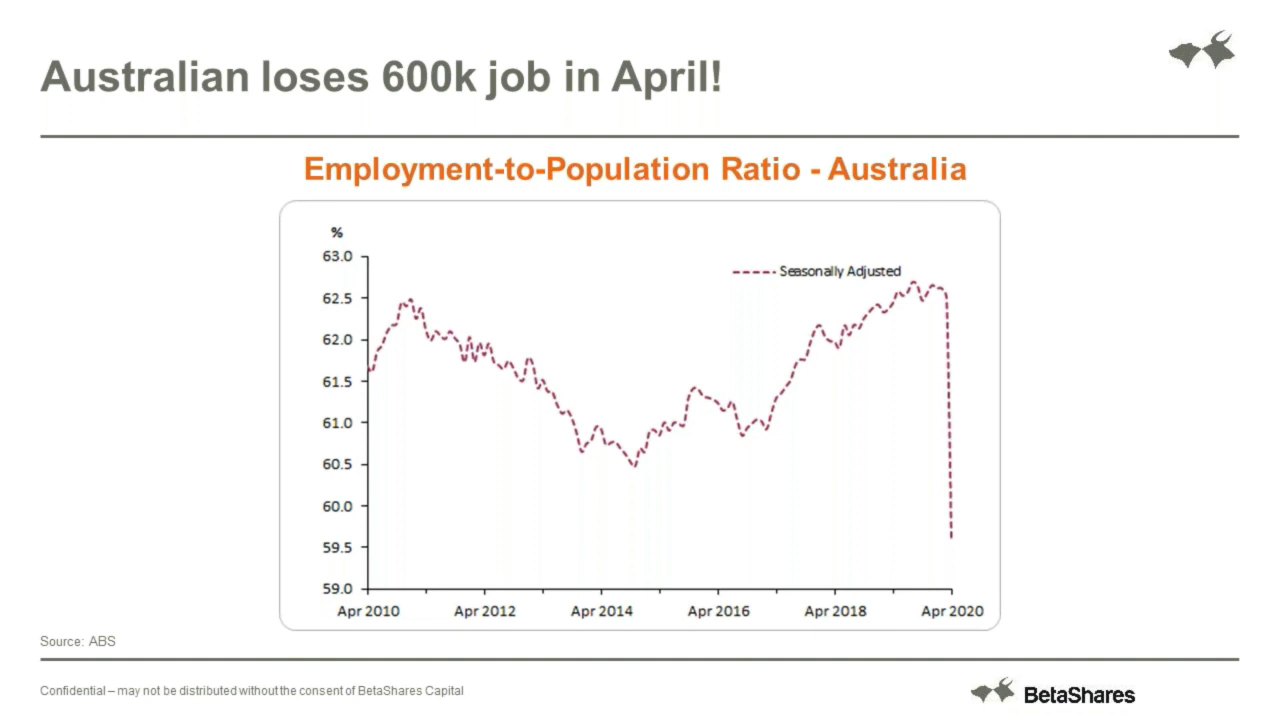 Australian loses 600k job in April!
Employment-to-Population Ratio - Australia
%
63.0
Seasonally Adjusted
62.5
62.0
61.5
61.0
60.5
60.0
59.5
59.0
Apr 2010 Apr 2012 Apr 2014 Apr 2016 Apr 2018 Apr 2020
Source: ABS
Confidential – may not be distributed without the consent of BetaShares Capital
BetaShares